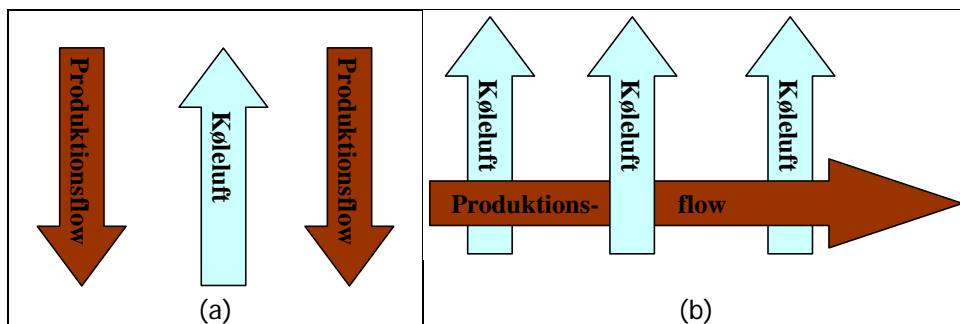 Produktionsflow
Køleluft
Produktionsflow
(a)
Køleluft
Køleluft
Køleluft
Produktions- flow
(b)